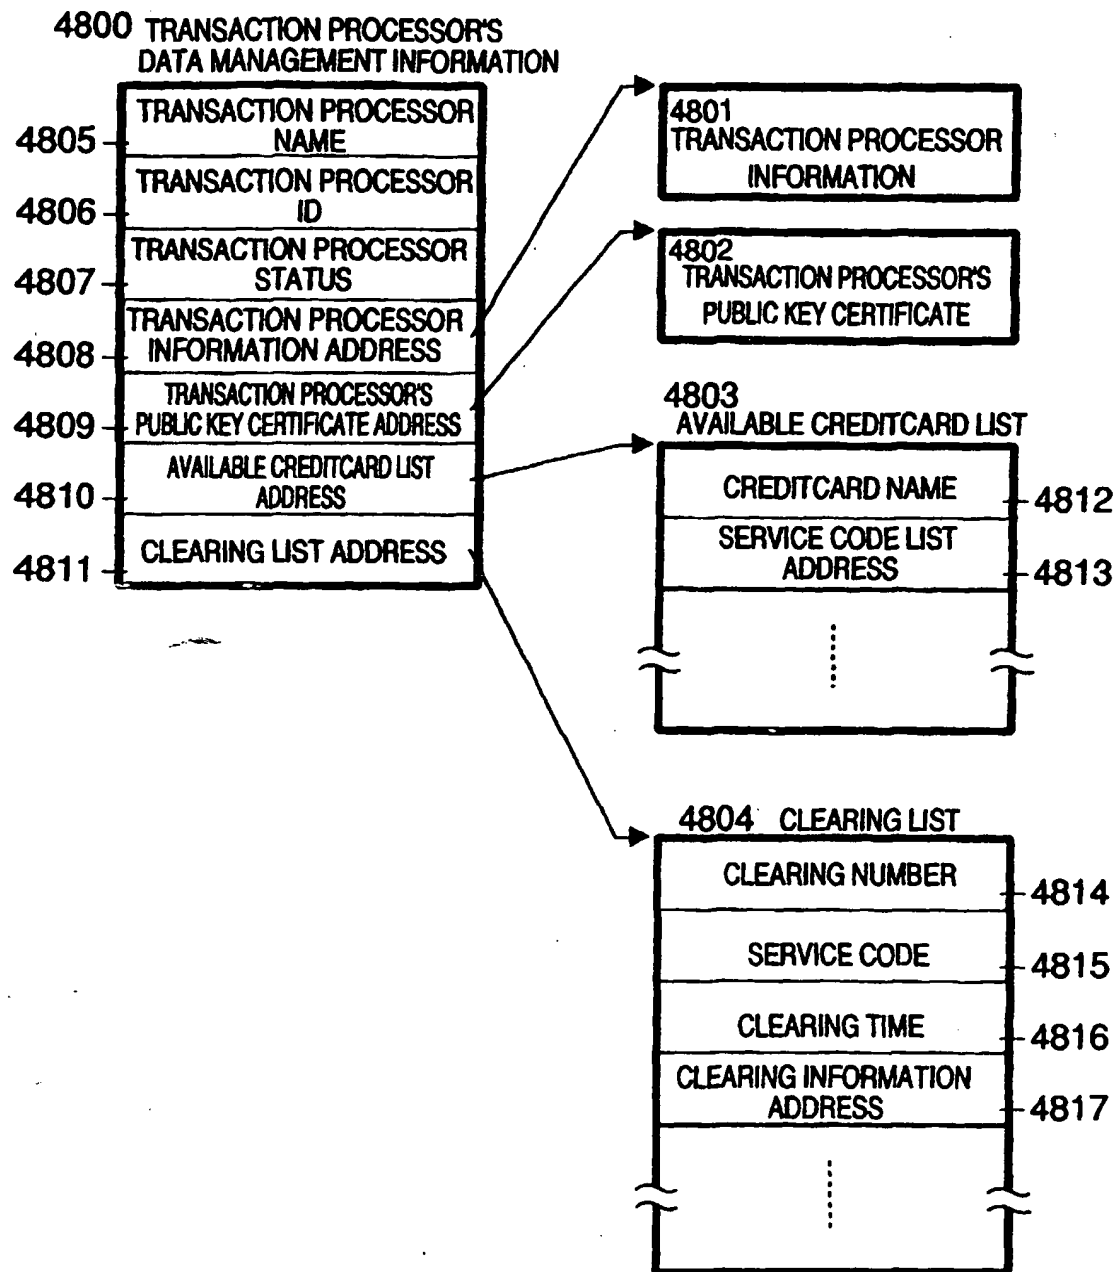 4800 TRANSACTION PROCESSOR'S
DATA MANAGEMENT INFORMATION
TRANSACTION PROCESSOR
NAME
4805
TRANSACTION PROCESSOR
ID
4806
TRANSACTION PROCESSOR
STATUS
4807
TRANSACTION PROCESSOR
INFORMATION ADDRESS
4808
TRANSACTION PROCESSOR'S
PUBLIC KEY CERTIFICATE ADDRESS
4809
AVAILABLE CREDITCARD LIST
ADDRESS
4810
CLEARING LIST ADDRESS
4811
4801
TRANSACTION PROCESSOR
INFORMATION
4802
TRANSACTION PROCESSOR'S
PUBLIC KEY CERTIFICATE
4803
AVAILABLE CREDITCARD LIST
CREDITCARD NAME
4812
SERVICE CODE LIST
ADDRESS
4813
4804 CLEARING LIST
CLEARING NUMBER
4814
SERVICE CODE
4815
CLEARING TIME
4816
CLEARING INFORMATION
ADDRESS
4817